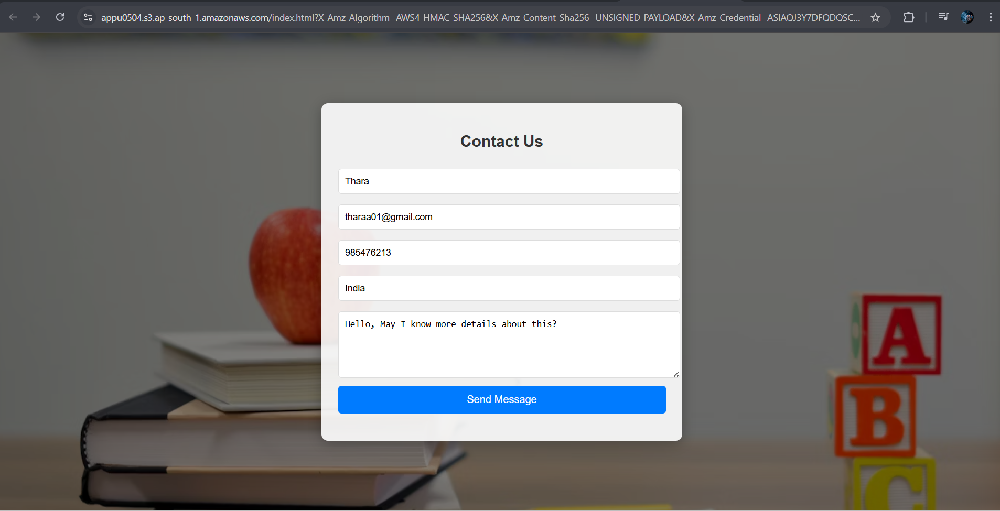 appu0504.s3.ap-south-1.amazonaws.com/index.html?X-Amz-Algorithm=AWS4-HMAC-SHA256&X-Amz-Content-Sha256=UNSIGNED-PAYLOAD&X-Amz-Credential=ASIAQJ3Y7DFQDQSC...
Contact Us
Thara
tharaa01@gmail.com
985476213
India
Hello, May I know more details about this?
Send Message
A
B
C